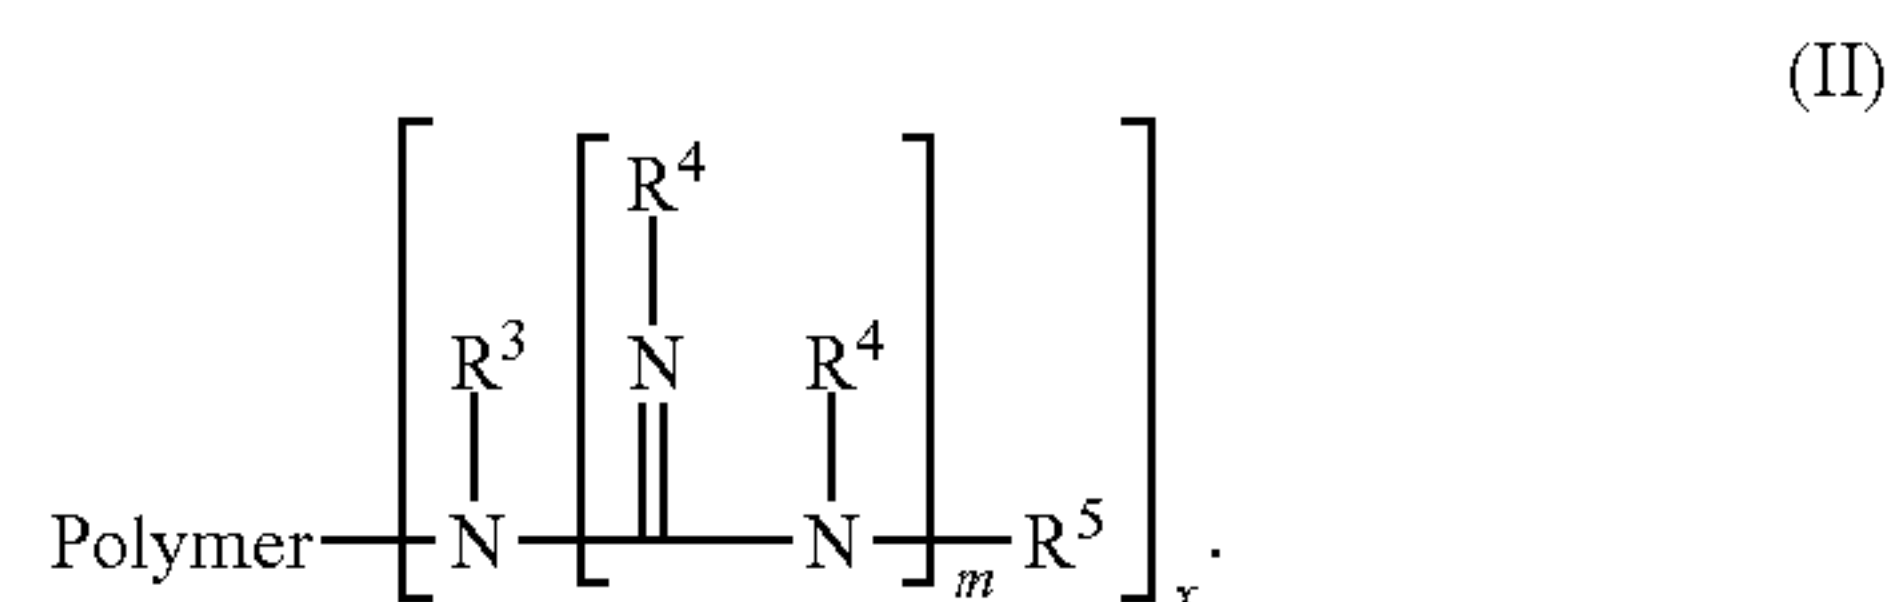 (II)
R⁴
R³ N R⁴
Polymer N N m R⁵ x .